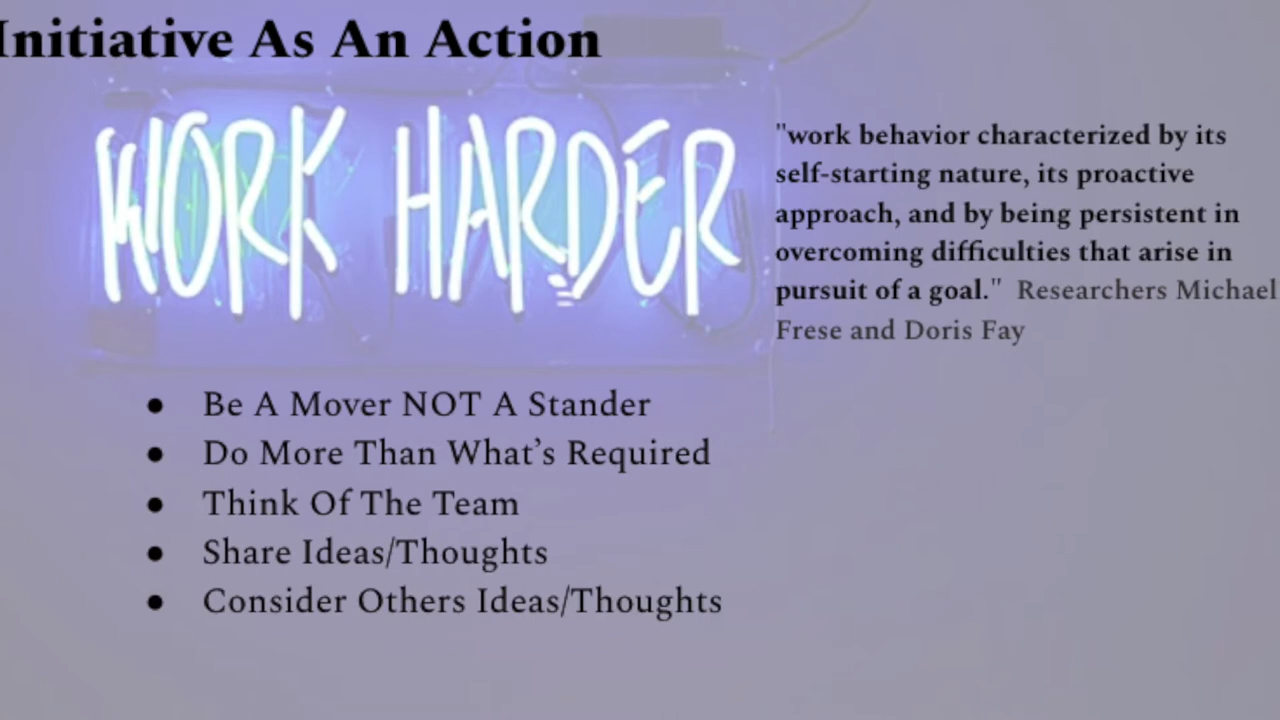 Initiative As An Action
WORK HARDER
"work behavior characterized by its
self-starting nature, its proactive
approach, and by being persistent in
overcoming difficulties that arise in
pursuit of a goal." Researchers Michael
Frese and Doris Fay
● Be A Mover NOT A Stander
● Do More Than What’s Required
● Think Of The Team
● Share Ideas/Thoughts
● Consider Others Ideas/Thoughts